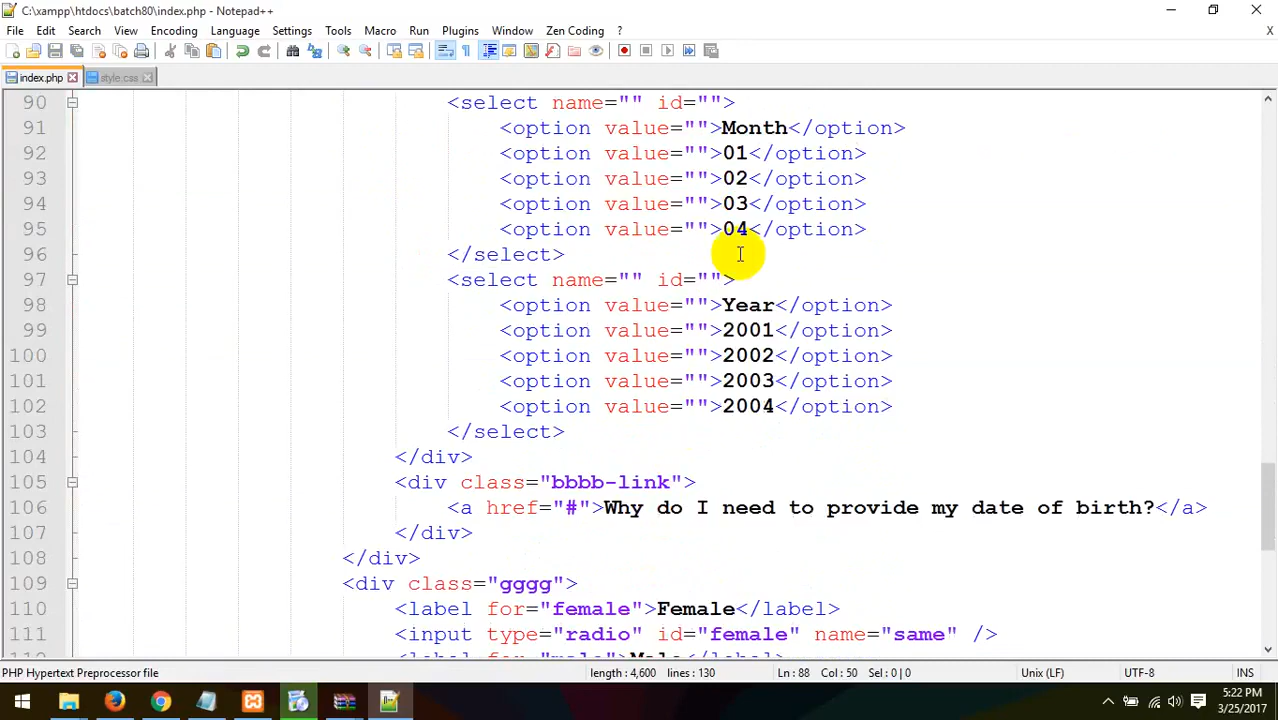 C:\xampp\htdocs\batch80\index.php - Notepad++
File Edit Search View Encoding Language Settings Tools Macro Run Plugins Window Zen Coding ? X
index.php style.css
90 <select name="" id="">
91 <option value="">Month</option>
92 <option value="">01</option>
93 <option value="">02</option>
94 <option value="">03</option>
95 <option value="">04</option>
96 </select>
97 <select name="" id="">
98 <option value="">Year</option>
99 <option value="">2001</option>
100 <option value="">2002</option>
101 <option value="">2003</option>
102 <option value="">2004</option>
103 </select>
104 </div>
105 <div class="bbbb-link">
106 <a href="#">Why do I need to provide my date of birth?</a>
107 </div>
108 </div>
109 <div class="gggg">
110 <label for="female">Female</label>
111 <input type="radio" id="female" name="same" />
PHP Hypertext Preprocessor file length : 4,600 lines : 130 Ln : 88 Col : 50 Sel : 0 | 0 Unix (LF) UTF-8 INS
5:22 PM
3/25/2017